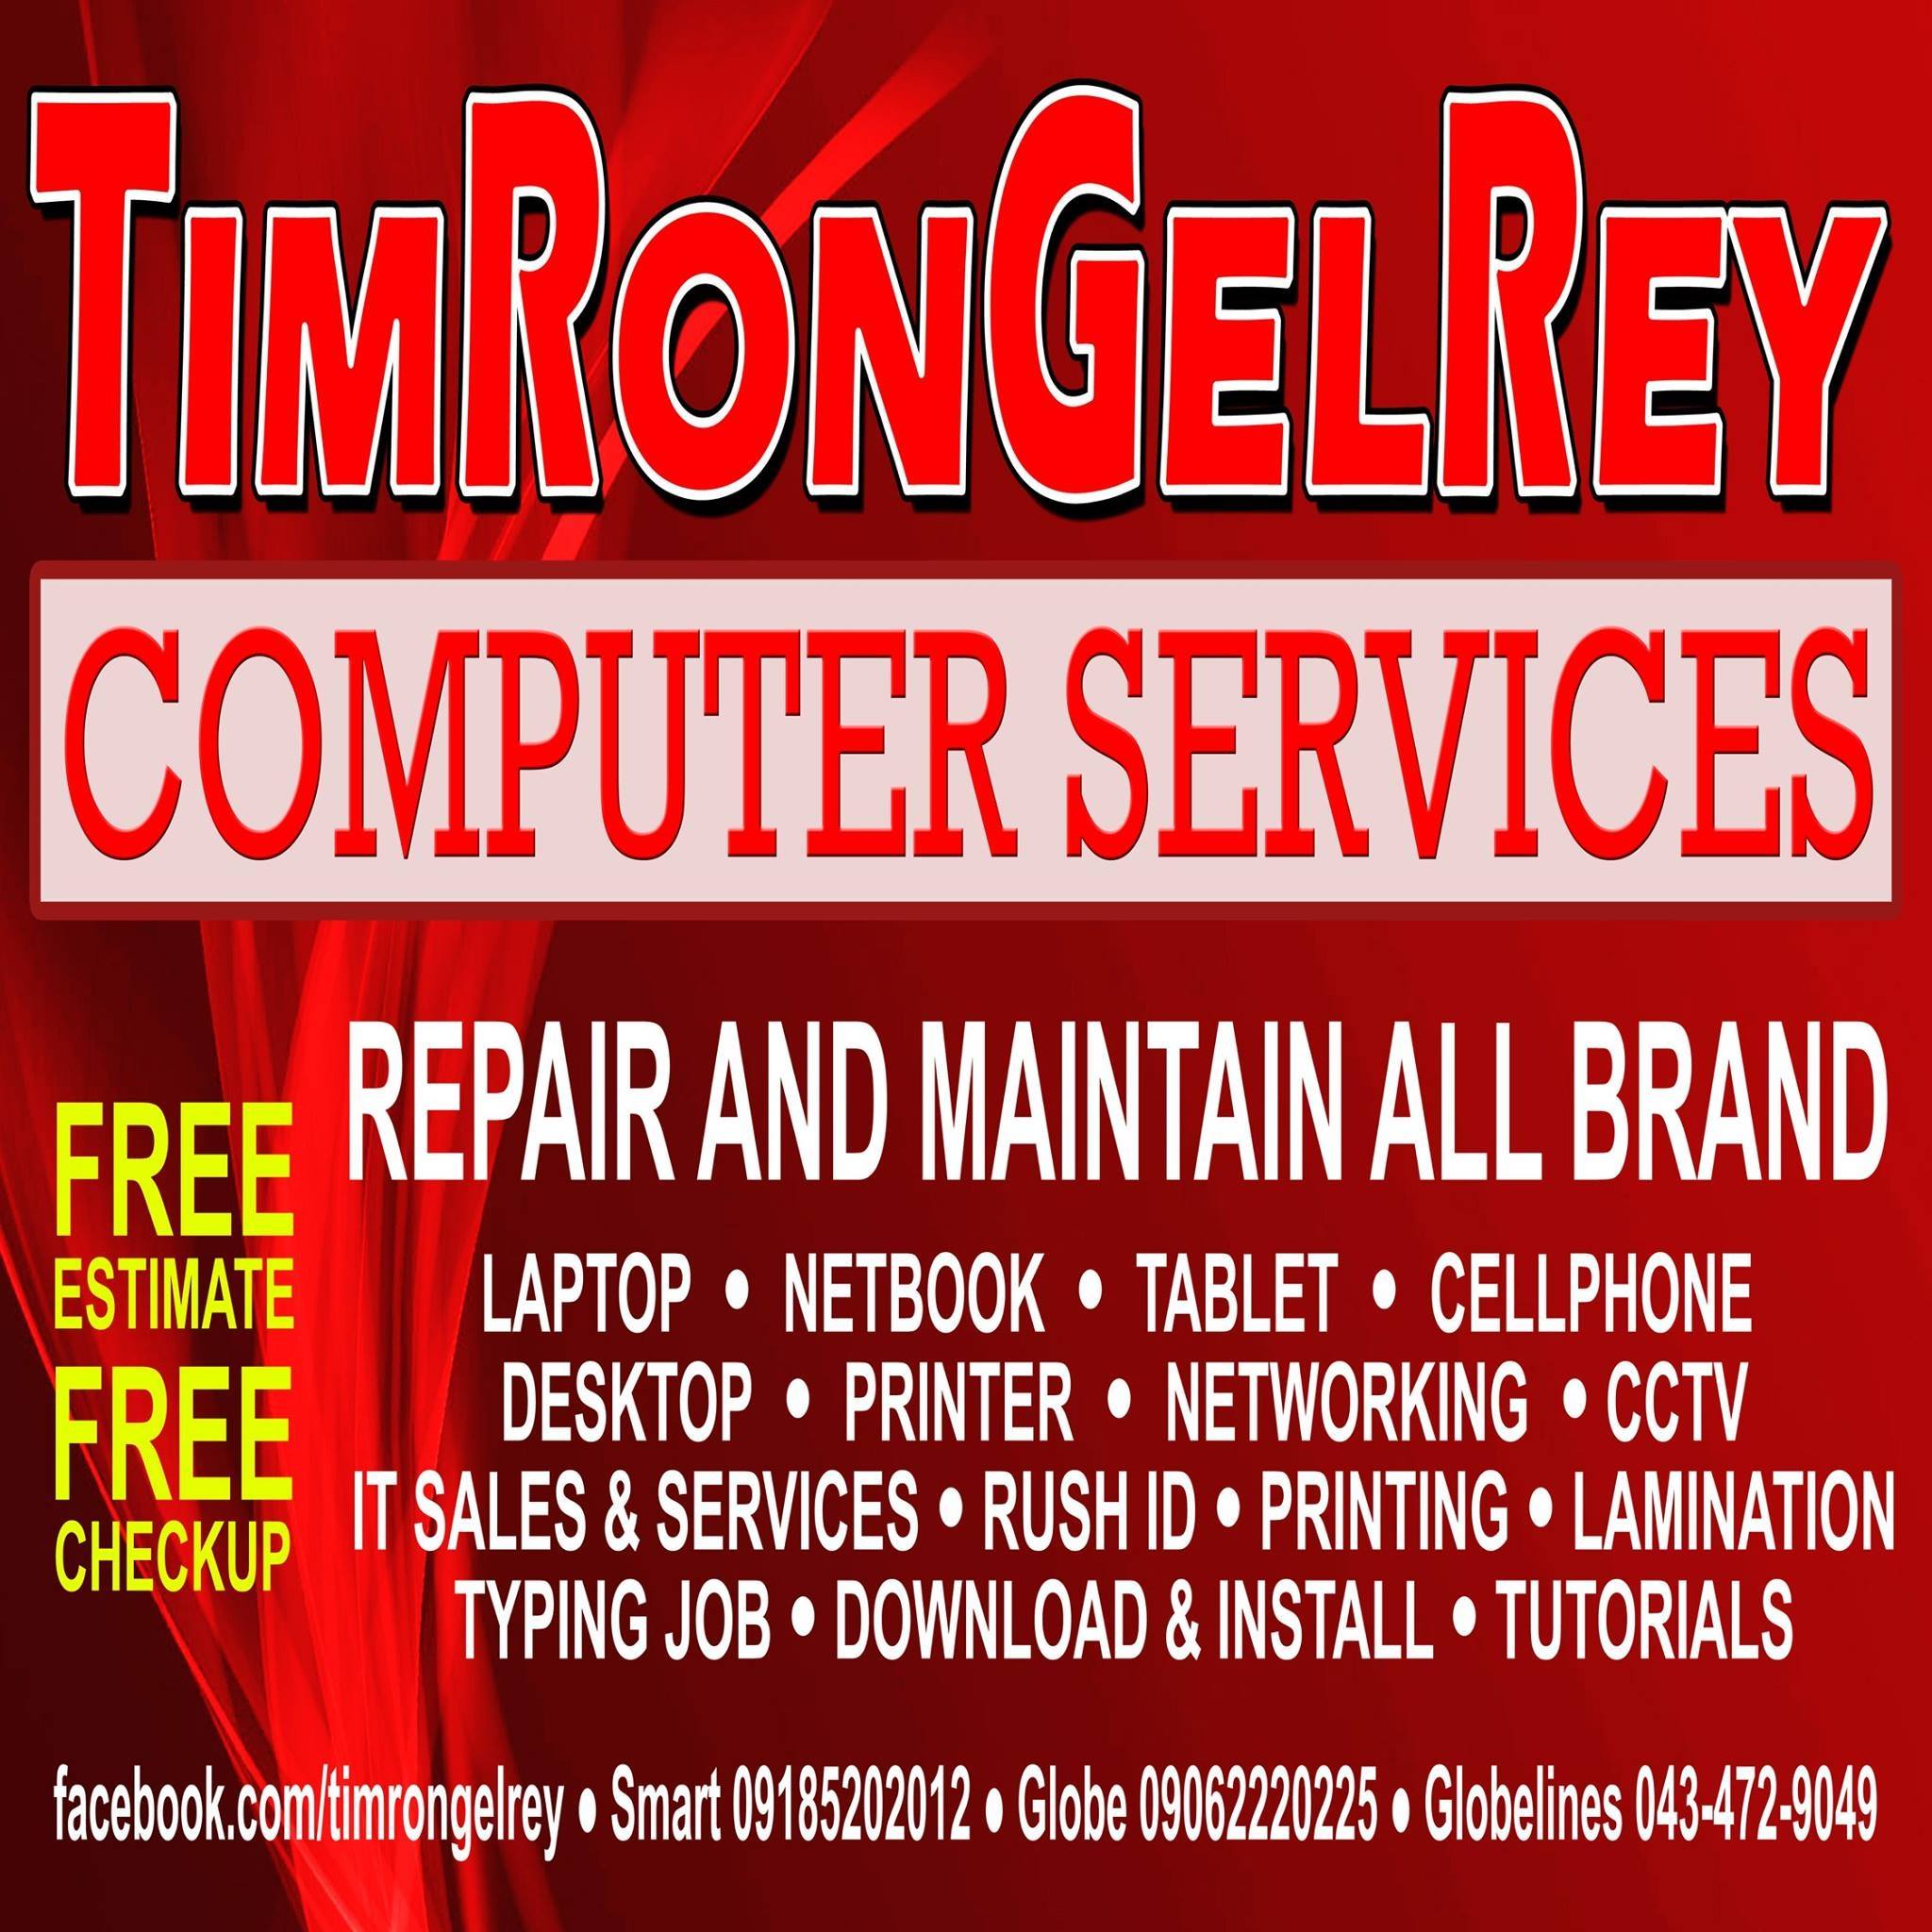 TIMRONGELREY
COMPUTER SERVICES
REPAIR AND MAINTAIN ALL BRAND
FREE
ESTIMATE
FREE
CHECKUP
LAPTOP • NETBOOK • TABLET • CELLPHONE
DESKTOP • PRINTER • NETWORKING • CCTV
IT SALES & SERVICES • RUSH ID • PRINTING • LAMINATION
TYPING JOB • DOWNLOAD & INSTALL • TUTORIALS
facebook.com/timrongelrey • Smart 09185202012 • Globe 09062220225 • Globelines 043-472-9049